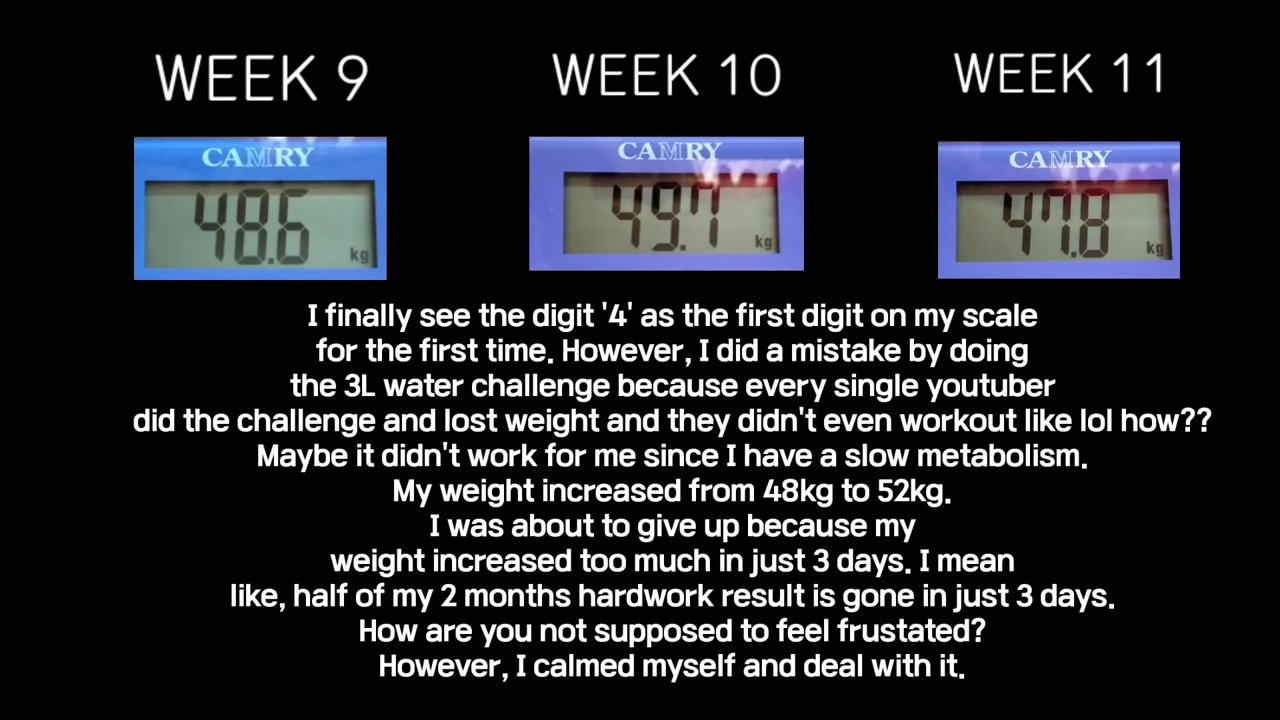 WEEK 9 WEEK 10 WEEK 11
CAMRY CAMRY CAMRY
48.6 kg 49.7 kg 47.8 kg
I finally see the digit '4' as the first digit on my scale
for the first time. However, I did a mistake by doing
the 3L water challenge because every single youtuber
did the challenge and lost weight and they didn't even workout like lol how??
Maybe it didn't work for me since I have a slow metabolism.
My weight increased from 48kg to 52kg.
I was about to give up because my
weight increased too much in just 3 days. I mean
like, half of my 2 months hardwork result is gone in just 3 days.
How are you not supposed to feel frustated?
However, I calmed myself and deal with it.